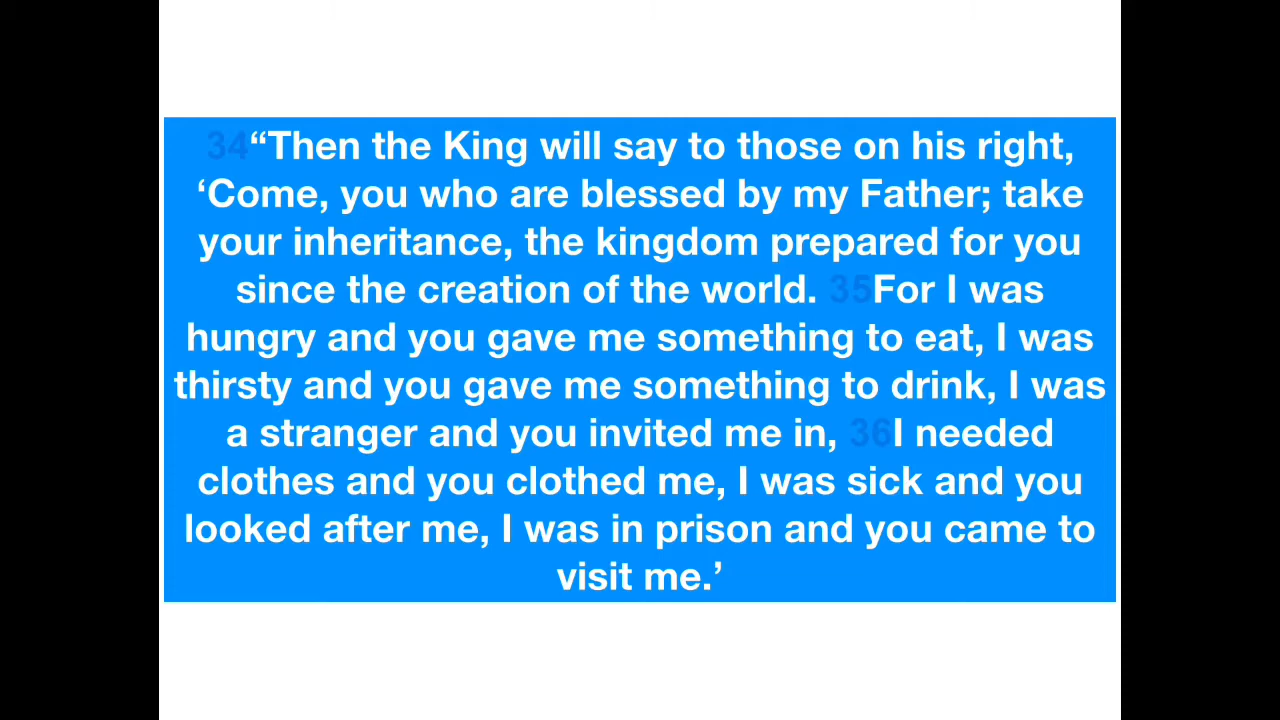 34“Then the King will say to those on his right,
‘Come, you who are blessed by my Father; take
your inheritance, the kingdom prepared for you
since the creation of the world. 35For I was
hungry and you gave me something to eat, I was
thirsty and you gave me something to drink, I was
a stranger and you invited me in, 36I needed
clothes and you clothed me, I was sick and you
looked after me, I was in prison and you came to
visit me.’